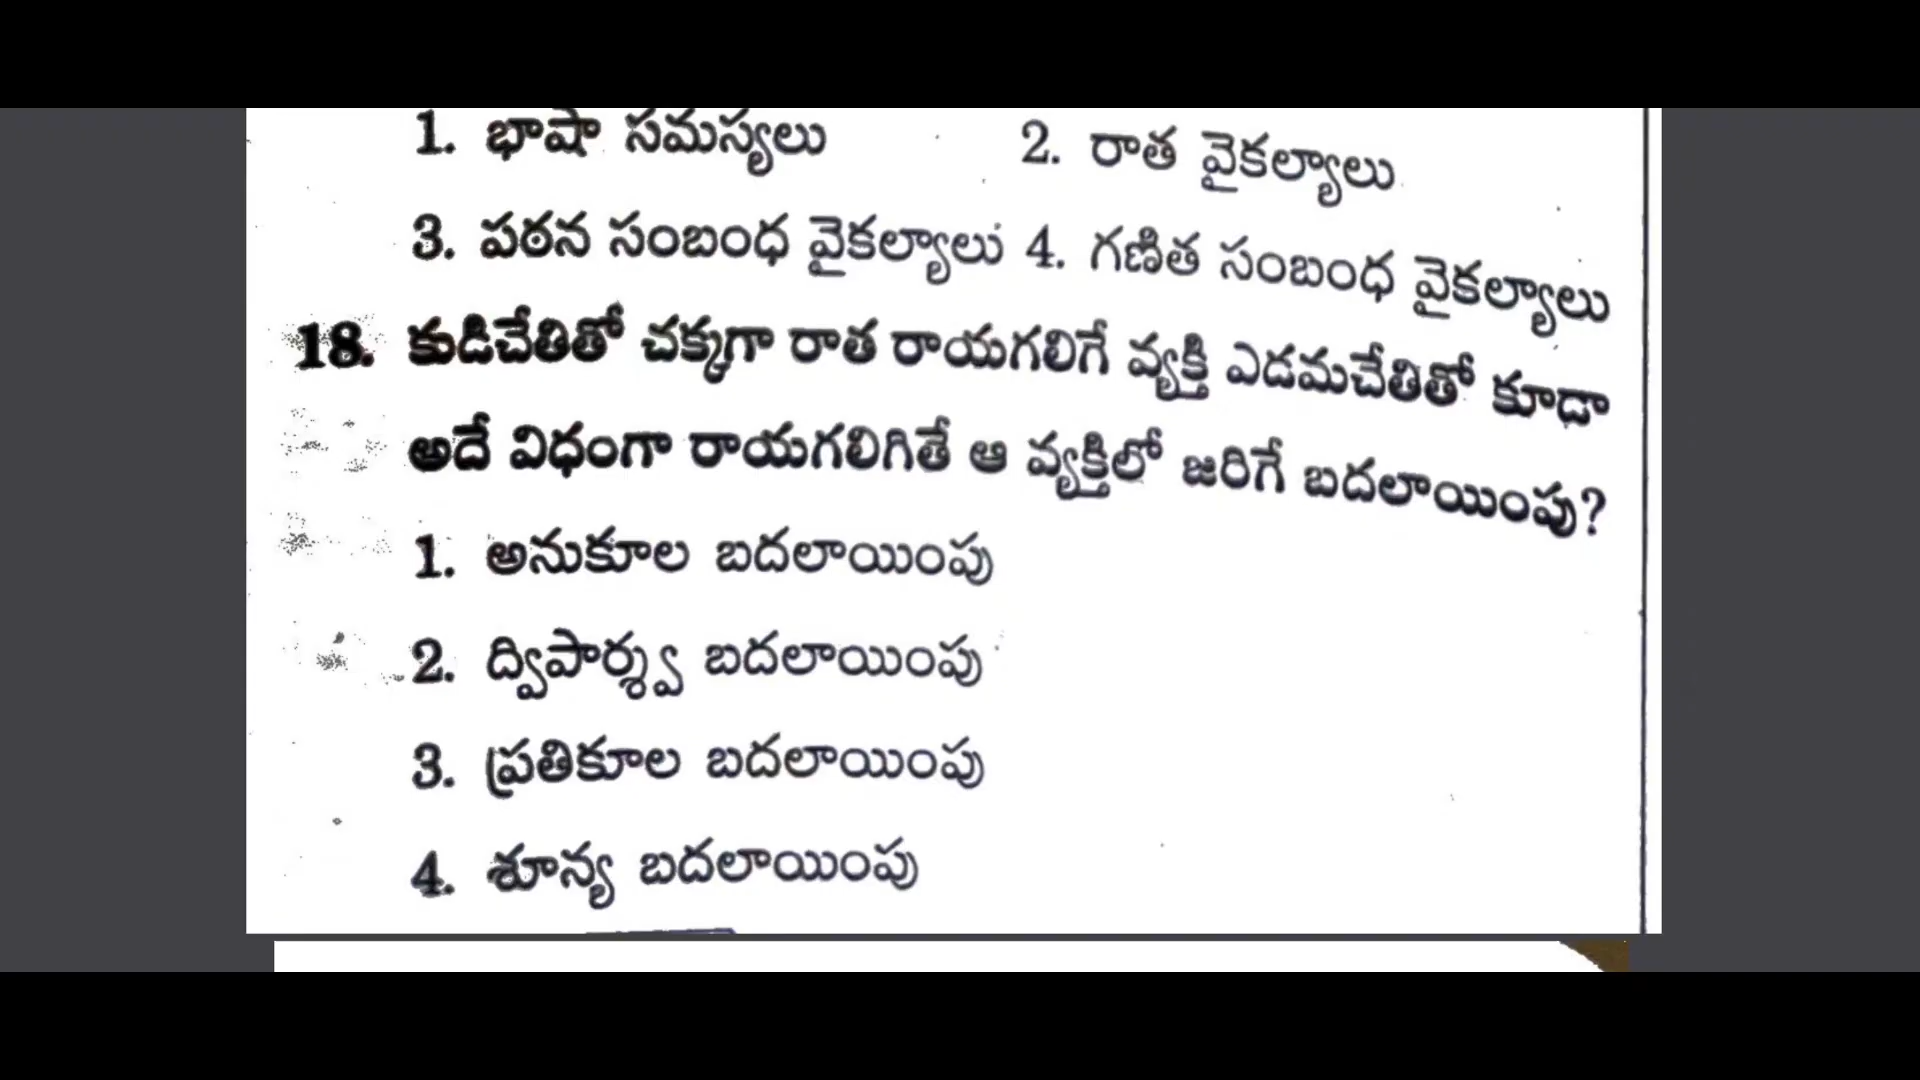 1. భాషా సమస్యలు 2. రాత వైకల్యాలు
3. పఠన సంబంధ వైకల్యాలు 4. గణిత సంబంధ వైకల్యాలు
18. కుడిచేతితో చక్కగా రాత రాయగలిగే వ్యక్తి ఎడమచేతితో కూడా
అదే విధంగా రాయగలిగితే ఆ వ్యక్తిలో జరిగే బదలాయింపు?
1. అనుకూల బదలాయింపు
2. ద్విపార్శ్వ బదలాయింపు
3. ప్రతికూల బదలాయింపు
4. శూన్య బదలాయింపు